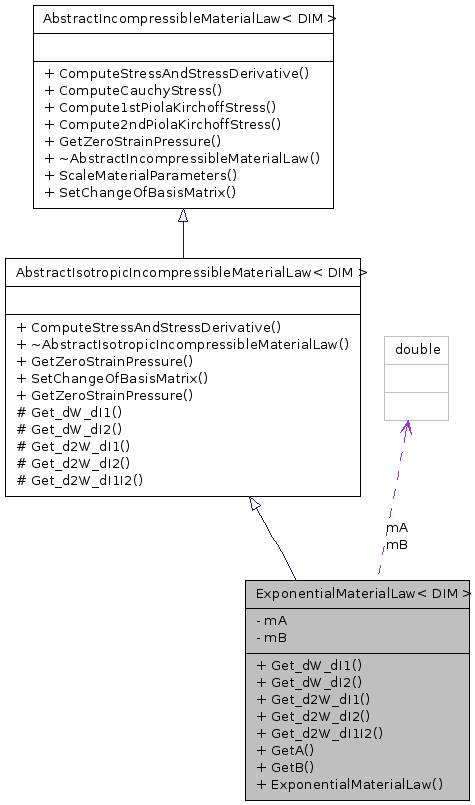 AbstractIncompressibleMaterialLaw< DIM >
+ ComputeStressAndStressDerivative()
+ ComputeCauchyStress()
+ Compute1stPiolaKirchoffStress()
+ Compute2ndPiolaKirchoffStress()
+ GetZeroStrainPressure()
+ ~AbstractIncompressibleMaterialLaw()
+ ScaleMaterialParameters()
+ SetChangeOfBasisMatrix()
AbstractIsotropicIncompressibleMaterialLaw< DIM >
+ ComputeStressAndStressDerivative()
+ ~AbstractIsotropicIncompressibleMaterialLaw()
+ GetZeroStrainPressure()
+ SetChangeOfBasisMatrix()
+ GetZeroStrainPressure()
# Get_dW_dI1()
# Get_dW_dI2()
# Get_d2W_dI1()
# Get_d2W_dI2()
# Get_d2W_dI1I2()
double
mA
mB
ExponentialMaterialLaw< DIM >
- mA
- mB
+ Get_dW_dI1()
+ Get_dW_dI2()
+ Get_d2W_dI1()
+ Get_d2W_dI2()
+ Get_d2W_dI1I2()
+ GetA()
+ GetB()
+ ExponentialMaterialLaw()